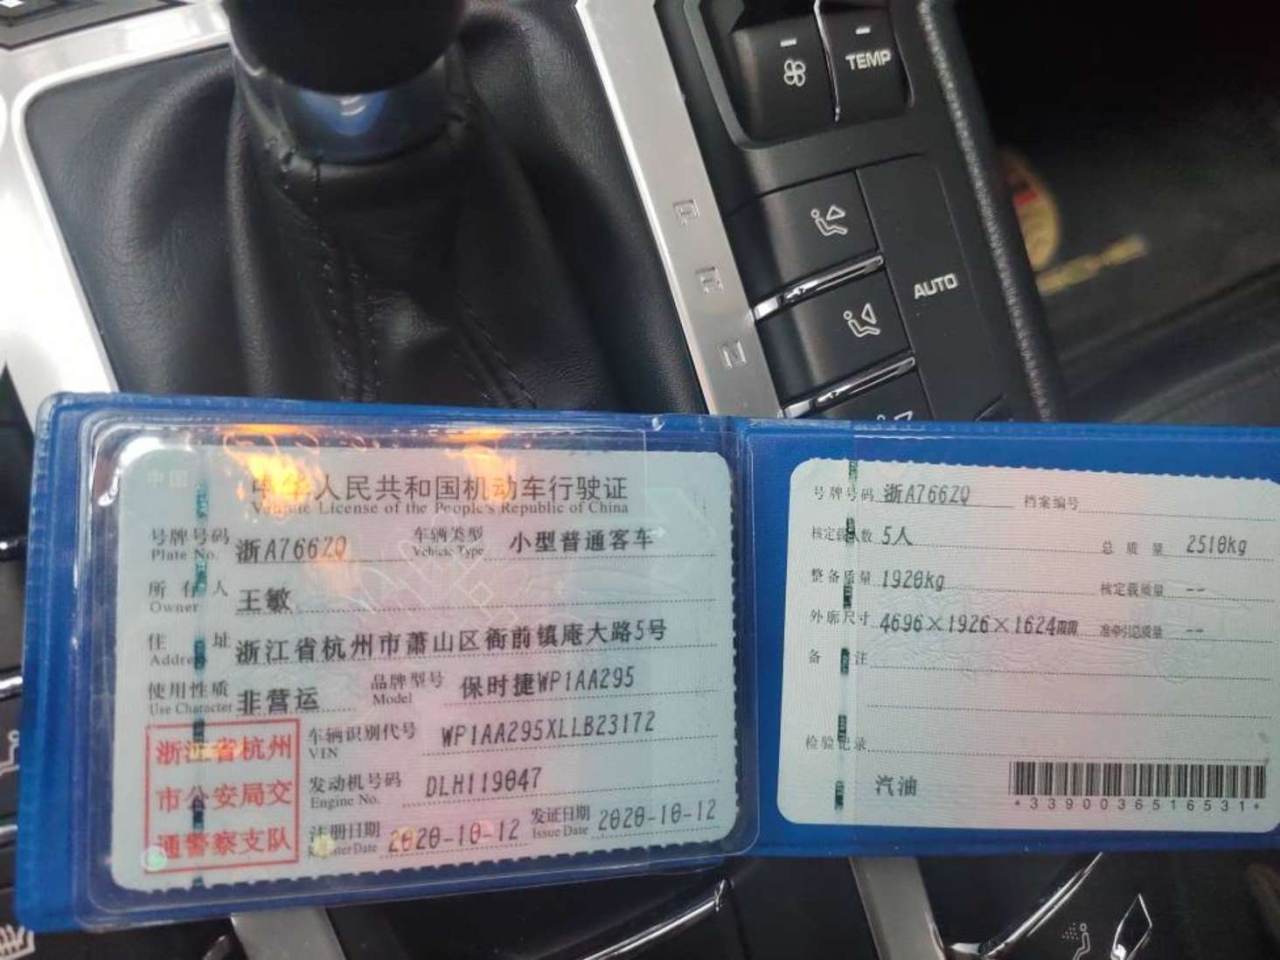 TEMP
P
R
N
AUTO
中国
中华人民共和国机动车行驶证
Vehicle License of the People's Republic of China
号牌号码 浙A766ZQ 车辆类型 小型普通客车
Plate No. Vehicle Type
所有人 王敏
Owner
住址 浙江省杭州市萧山区衙前镇庵大路5号
Address
使用性质 非营运 品牌型号 保时捷WP1AA295
Use Character Model
浙江省杭州
市公安局交
通警察支队
车辆识别代号 WP1AA295XLLB23172
VIN
发动机号码 DLH119047
Engine No.
注册日期 2020-10-12 发证日期 2020-10-12
Register Date Issue Date
号牌号码 浙A766ZQ 档案编号
核定载人数 5人 总质量 2510kg
整备质量 1920kg 核定载质量 --
外廓尺寸 4696×1926×1624mm 准牵引总质量 --
备注
检验记录
汽油
*3390036516531*